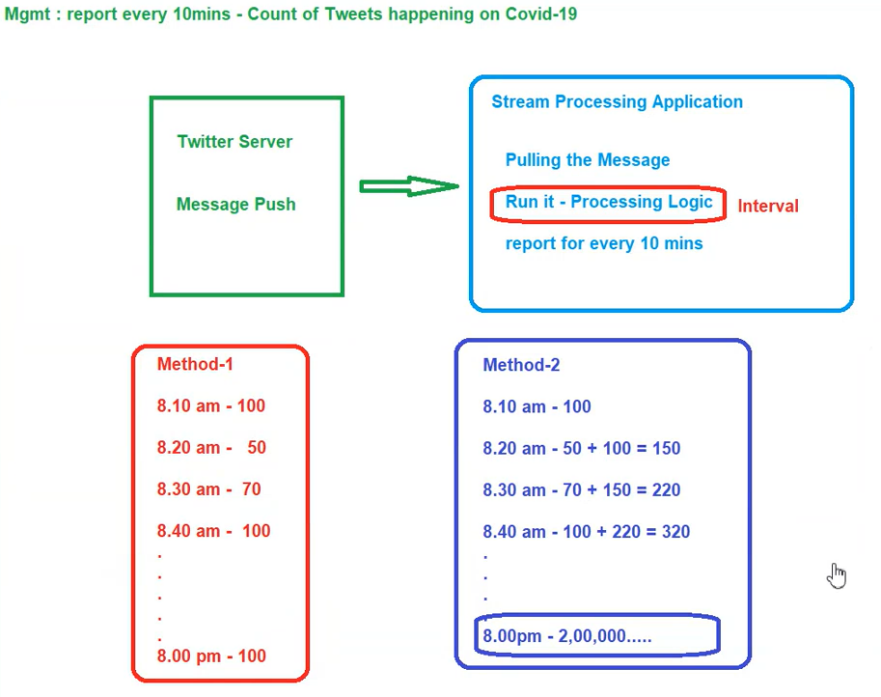 Mgmt : report every 10mins - Count of Tweets happening on Covid-19
Twitter Server
Message Push
Stream Processing Application
Pulling the Message
Run it - Processing Logic
Interval
report for every 10 mins
Method-1
8.10 am - 100
8.20 am - 50
8.30 am - 70
8.40 am - 100
.
.
.
.
.
8.00 pm - 100
Method-2
8.10 am - 100
8.20 am - 50 + 100 = 150
8.30 am - 70 + 150 = 220
8.40 am - 100 + 220 = 320
.
.
.
8.00pm - 2,00,000.....